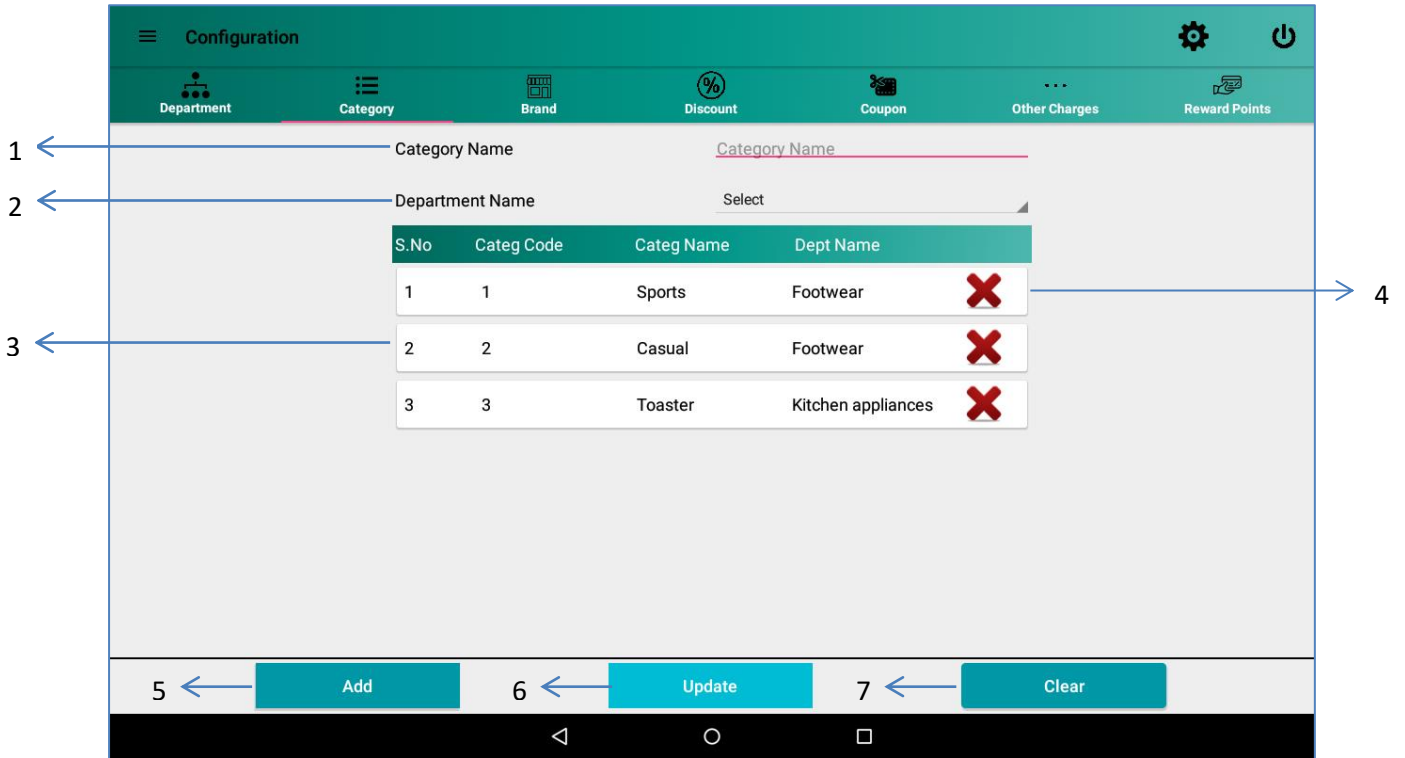 Configuration
Department Category Brand Discount Coupon Other Charges Reward Points
1 Category Name Category Name
2 Department Name Select
S.No Categ Code Categ Name Dept Name
1 1 Sports Footwear 4
3 2 2 Casual Footwear
3 3 Toaster Kitchen appliances
5 Add 6 Update 7 Clear